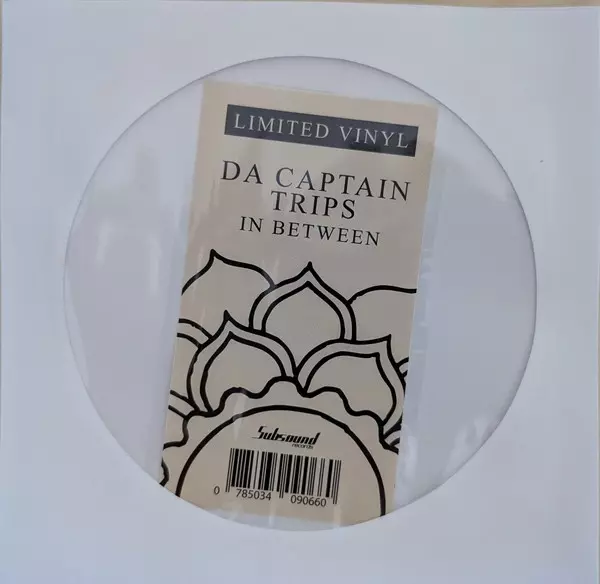 LIMITED VINYL
DA CAPTAIN
TRIPS
IN BETWEEN
Subsound
records
0 785034 090660